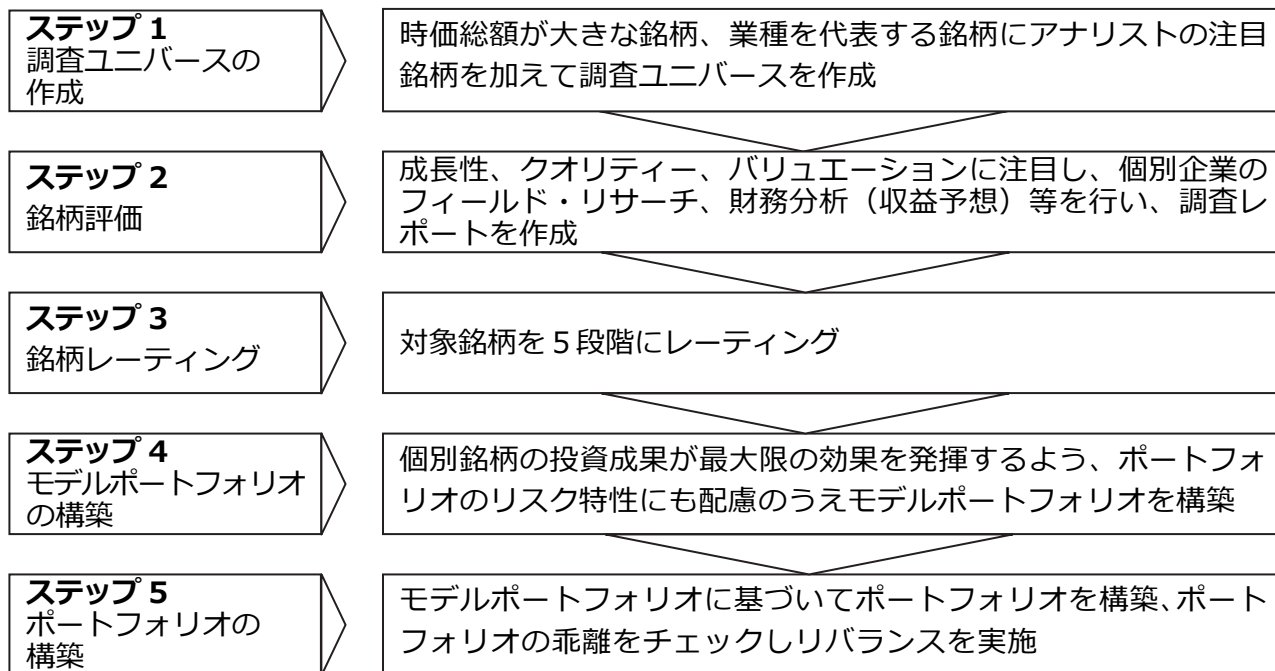 ステップ 1
調査ユニバースの
作成
時価総額が大きな銘柄、業種を代表する銘柄にアナリストの注目
銘柄を加えて調査ユニバースを作成
ステップ 2
銘柄評価
成長性、クオリティー、バリュエーションに注目し、個別企業の
フィールド・リサーチ、財務分析（収益予想）等を行い、調査レ
ポートを作成
ステップ 3
銘柄レーティング
対象銘柄を５段階にレーティング
ステップ 4
モデルポートフォリオ
の構築
個別銘柄の投資成果が最大限の効果を発揮するよう、ポートフォ
リオのリスク特性にも配慮のうえモデルポートフォリオを構築
ステップ 5
ポートフォリオの
構築
モデルポートフォリオに基づいてポートフォリオを構築、ポート
フォリオの乖離をチェックしリバランスを実施